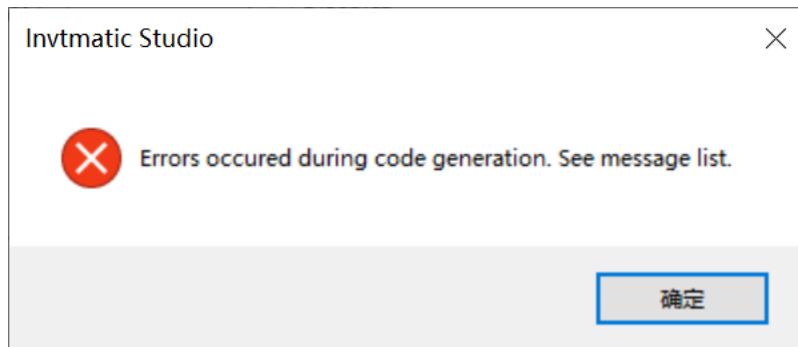 Invtmatic Studio
Errors occured during code generation. See message list.
确定